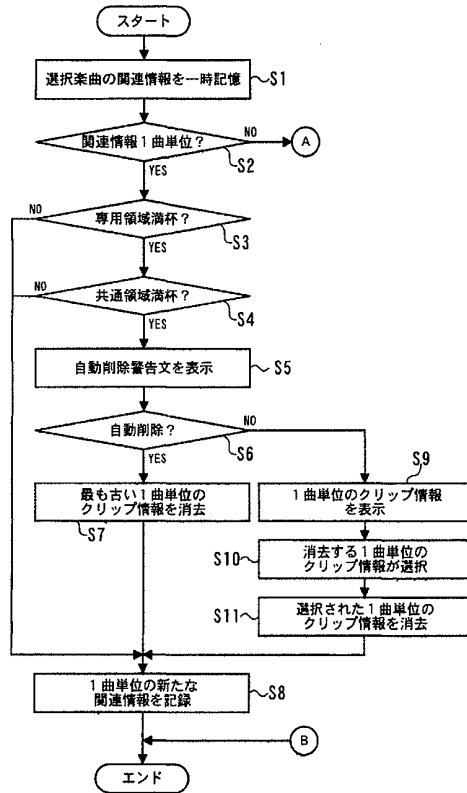 スタート
選択楽曲の関連情報を一時記憶
S1
関連情報1曲単位?
NO
A
S2
YES
NO
専用領域満杯?
S3
YES
NO
共通領域満杯?
S4
YES
自動削除警告文を表示
S5
自動削除?
NO
S6
YES
最も古い1曲単位の
クリップ情報を消去
S7
S9
1曲単位のクリップ情報
を表示
S10
消去する1曲単位の
クリップ情報が選択
S11
選択された1曲単位の
クリップ情報を消去
1曲単位の新たな
関連情報を記録
S8
B
エンド